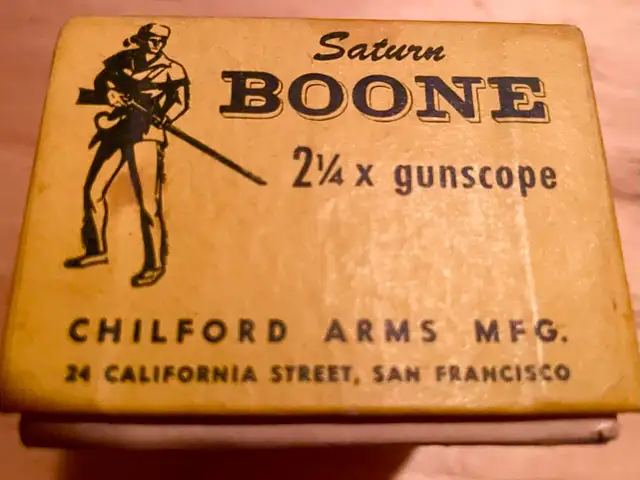 Saturn
BOONE
2¼ x gunscope
CHILFORD ARMS MFG.
24 CALIFORNIA STREET, SAN FRANCISCO